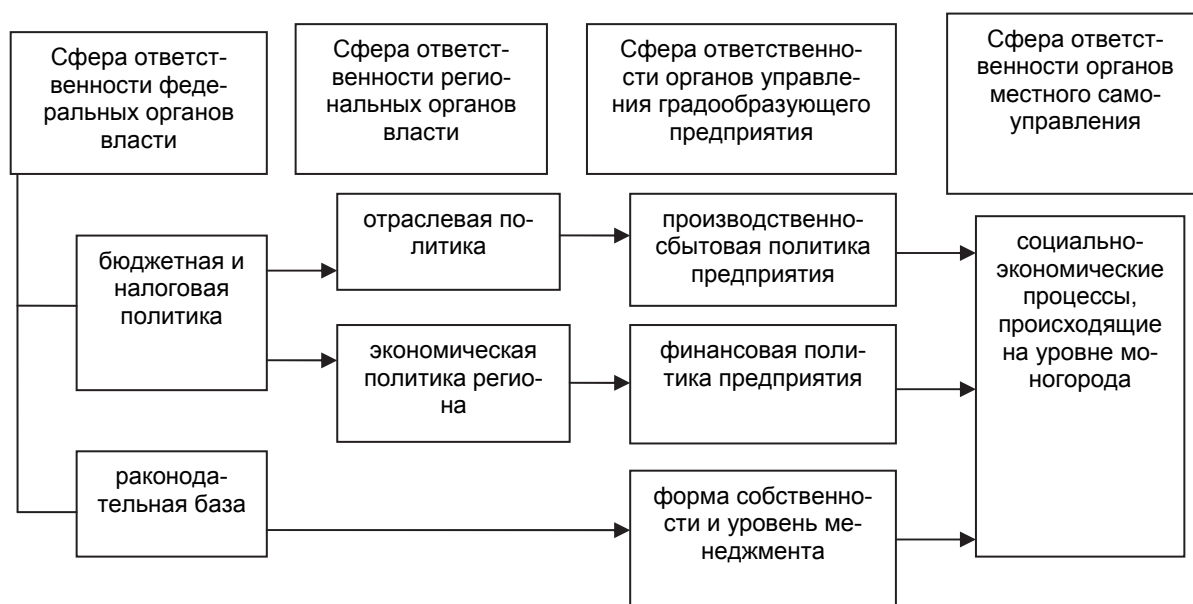 Сфера ответст-
венности феде-
ральных органов
власти
Сфера ответст-
венности регио-
нальных органов
власти
Сфера ответственно-
сти органов управле-
ния градообразующего
предприятия
Сфера ответст-
венности органов
местного само-
управления
бюджетная и
налоговая
политика
отраслевая по-
литика
производственно-
сбытовая политика
предприятия
социально-
экономические
процессы,
происходящие
на уровне мо-
ногорода
экономическая
политика регио-
на
финансовая поли-
тика предприятия
раконода-
тельная база
форма собственно-
сти и уровень ме-
неджмента